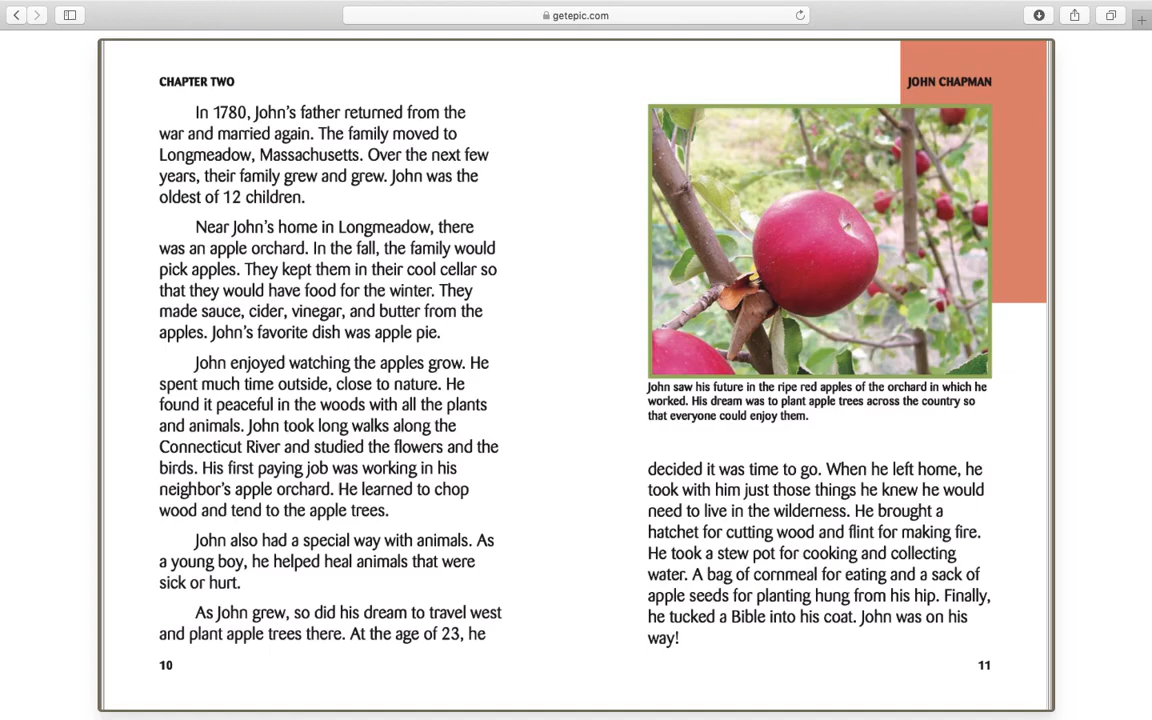 getepic.com
CHAPTER TWO
In 1780, John's father returned from the
war and married again. The family moved to
Longmeadow, Massachusetts. Over the next few
years, their family grew and grew. John was the
oldest of 12 children.
Near John's home in Longmeadow, there
was an apple orchard. In the fall, the family would
pick apples. They kept them in their cool cellar so
that they would have food for the winter. They
made sauce, cider, vinegar, and butter from the
apples. John's favorite dish was apple pie.
John enjoyed watching the apples grow. He
spent much time outside, close to nature. He
found it peaceful in the woods with all the plants
and animals. John took long walks along the
Connecticut River and studied the flowers and the
birds. His first paying job was working in his
neighbor's apple orchard. He learned to chop
wood and tend to the apple trees.
John also had a special way with animals. As
a young boy, he helped heal animals that were
sick or hurt.
As John grew, so did his dream to travel west
and plant apple trees there. At the age of 23, he
10
JOHN CHAPMAN
John saw his future in the ripe red apples of the orchard in which he
worked. His dream was to plant apple trees across the country so
that everyone could enjoy them.
decided it was time to go. When he left home, he
took with him just those things he knew he would
need to live in the wilderness. He brought a
hatchet for cutting wood and flint for making fire.
He took a stew pot for cooking and collecting
water. A bag of cornmeal for eating and a sack of
apple seeds for planting hung from his hip. Finally,
he tucked a Bible into his coat. John was on his
way!
11